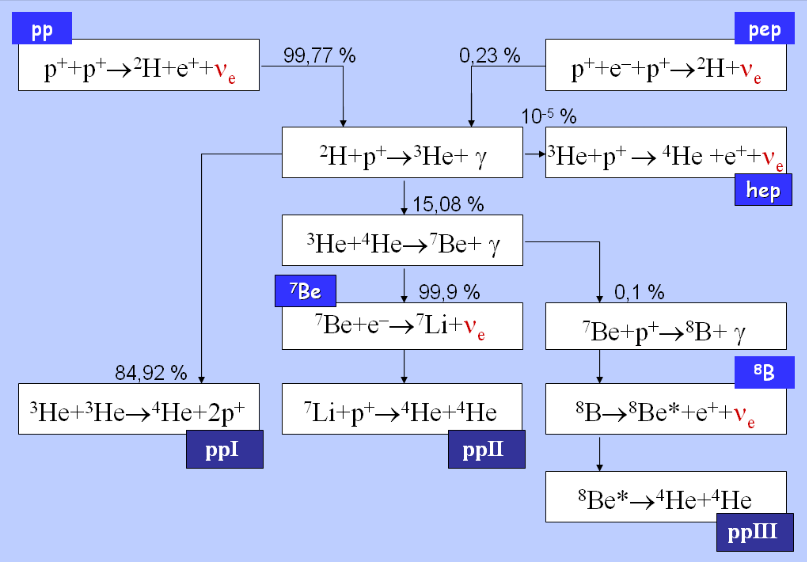 pp
pep
p⁺+p⁺→²H+e⁺+νₑ
99,77 %
0,23 %
p⁺+e⁻+p⁺→²H+νₑ
10⁻⁵ %
²H+p⁺→³He+ γ
³He+p⁺→ ⁴He +e⁺+νₑ
hep
15,08 %
³He+⁴He→⁷Be+ γ
⁷Be
99,9 %
0,1 %
⁷Be+e⁻→⁷Li+νₑ
⁷Be+p⁺→⁸B+ γ
84,92 %
⁸B
³He+³He→⁴He+2p⁺
⁷Li+p⁺→⁴He+⁴He
⁸B→⁸Be*+e⁺+νₑ
ppI
ppII
⁸Be*→⁴He+⁴He
ppIII